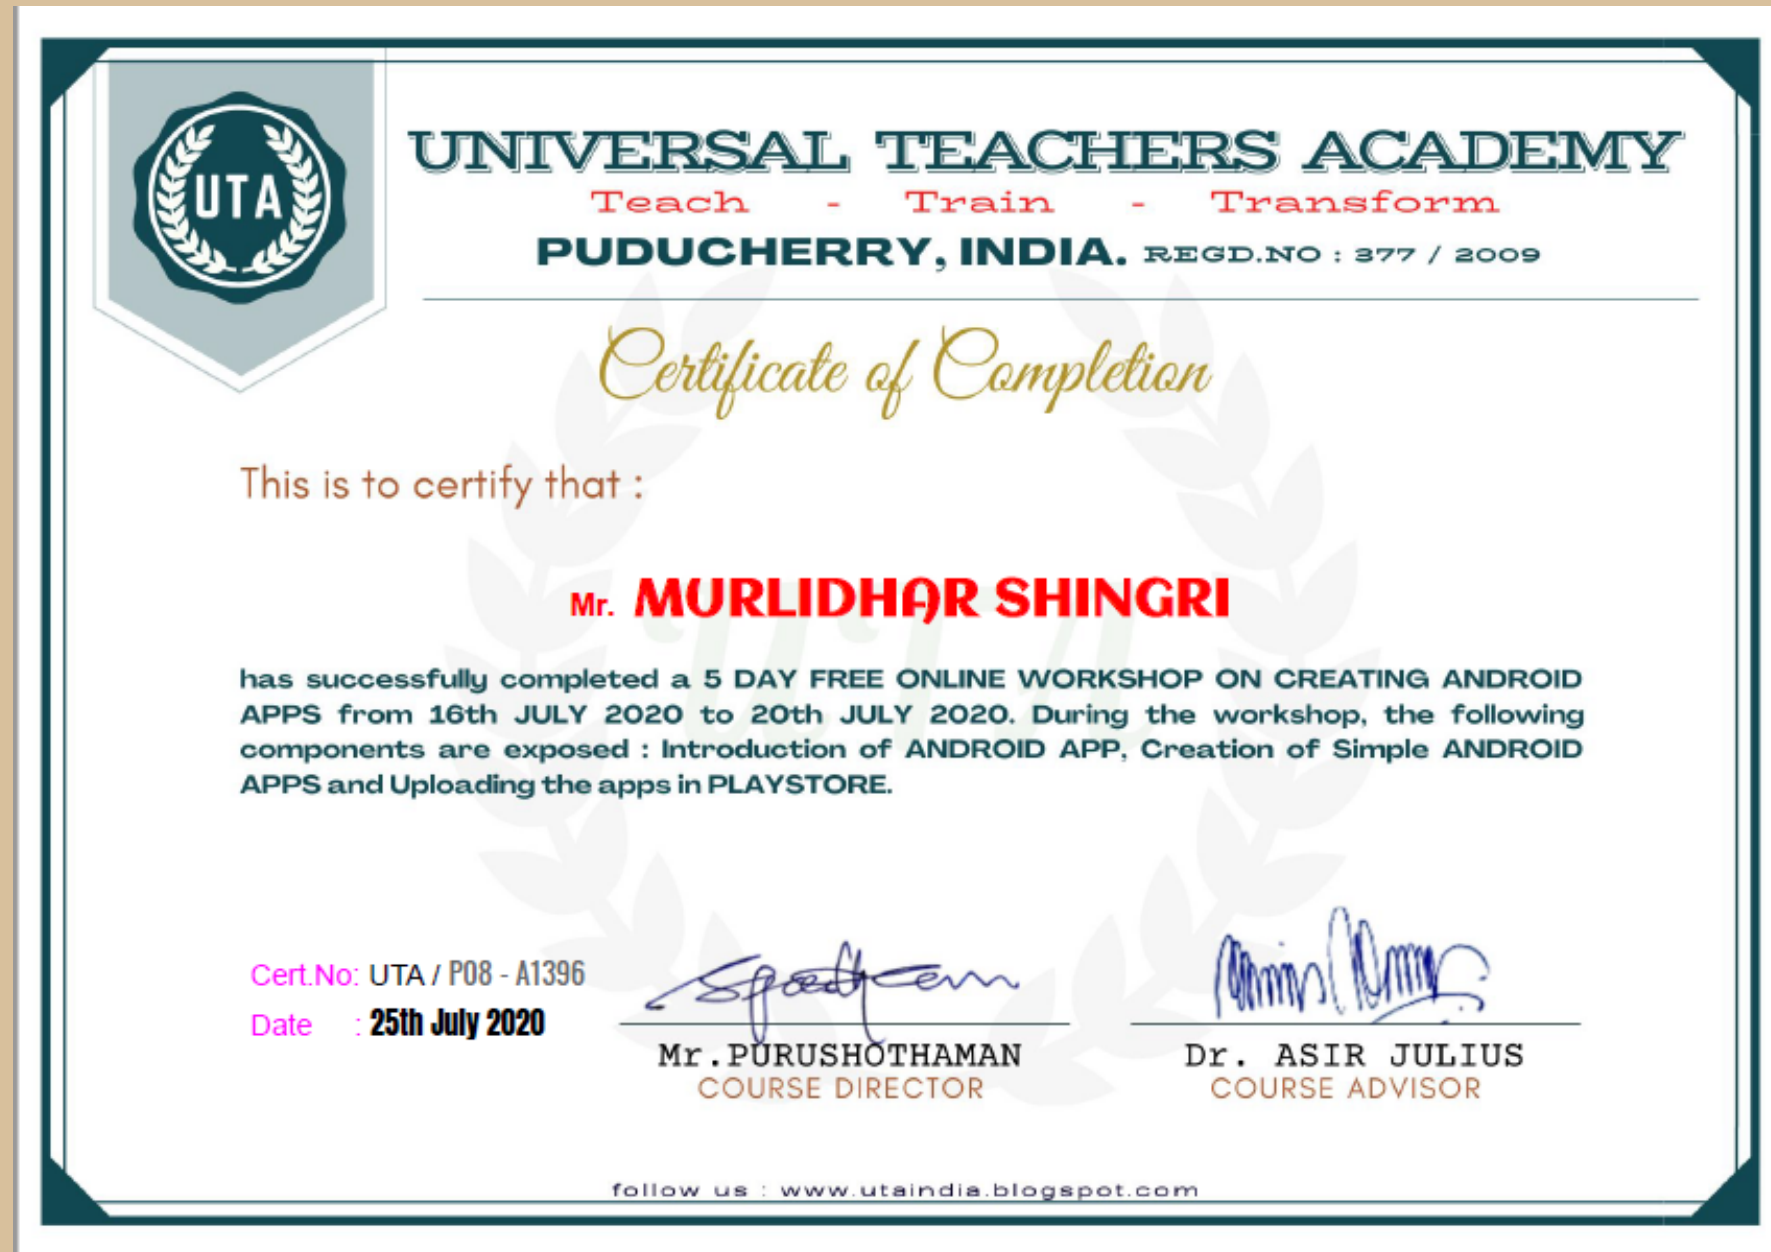 UTA
UNIVERSAL TEACHERS ACADEMY
Teach - Train - Transform
PUDUCHERRY, INDIA. REGD.NO : 377 / 2009
Certificate of Completion
This is to certify that :
Mr. MURLIDHAR SHINGRI
has successfully completed a 5 DAY FREE ONLINE WORKSHOP ON CREATING ANDROID
APPS from 16th JULY 2020 to 20th JULY 2020. During the workshop, the following
components are exposed : Introduction of ANDROID APP, Creation of Simple ANDROID
APPS and Uploading the apps in PLAYSTORE.
UTA
Cert.No: UTA / P08 - A1396
Date : 25th July 2020
Mr.PURUSHOTHAMAN
COURSE DIRECTOR
Dr. ASIR JULIUS
COURSE ADVISOR
follow us : www.utaindia.blogspot.com